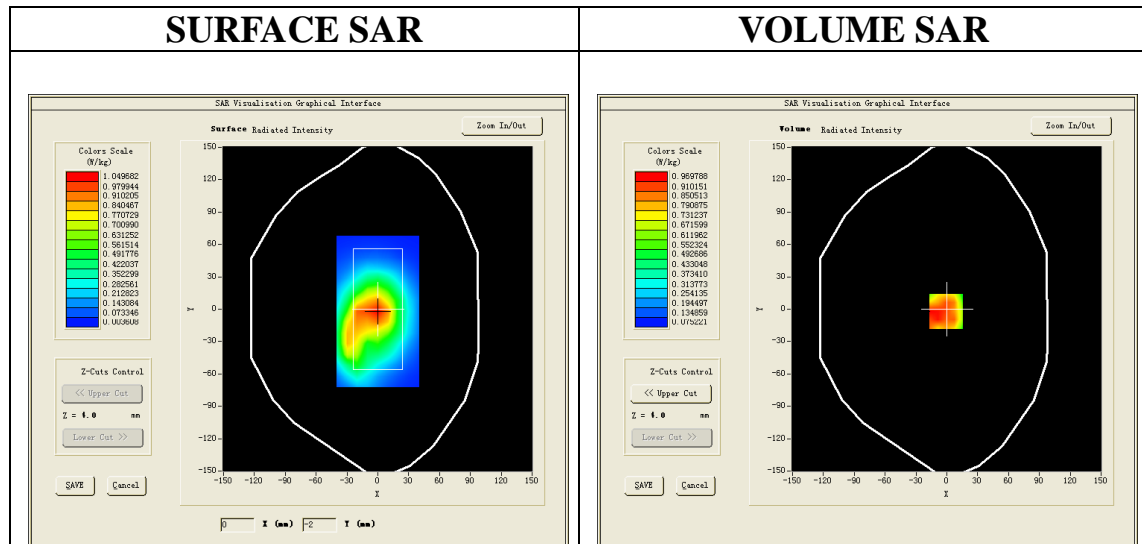 SURFACE SAR
VOLUME SAR
SAR Visualisation Graphical Interface
Surface Radiated Intensity
Zoom In/Out
Colors Scale
(W/kg)
1.049682
0.979944
0.910205
0.840467
0.770729
0.700990
0.631252
0.561514
0.491776
0.422037
0.352299
0.282561
0.212823
0.143084
0.073346
0.003608
Z-Cuts Control
<< Upper Cut
Z = 4.0 mm
Lower Cut >>
SAVE
Cancel
150
120
90
60
30
0
-30
-60
-90
-120
-150
Y
-150 -120 -90 -60 -30 0 30 60 90 120 150
X
0 X (mm) -2 Y (mm)
SAR Visualisation Graphical Interface
Volume Radiated Intensity
Zoom In/Out
Colors Scale
(W/kg)
0.969788
0.910151
0.850513
0.790875
0.731237
0.671599
0.611962
0.552324
0.492686
0.433048
0.373410
0.313773
0.254135
0.194497
0.134859
0.075221
Z-Cuts Control
<< Upper Cut
Z = 4.0 mm
Lower Cut >>
SAVE
Cancel
150
120
90
60
30
0
-30
-60
-90
-120
-150
Y
-150 -120 -90 -60 -30 0 30 60 90 120 150
X